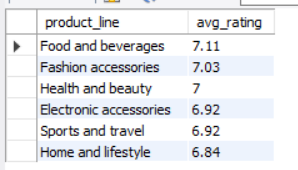 product_line avg_rating
Food and beverages 7.11
Fashion accessories 7.03
Health and beauty 7
Electronic accessories 6.92
Sports and travel 6.92
Home and lifestyle 6.84